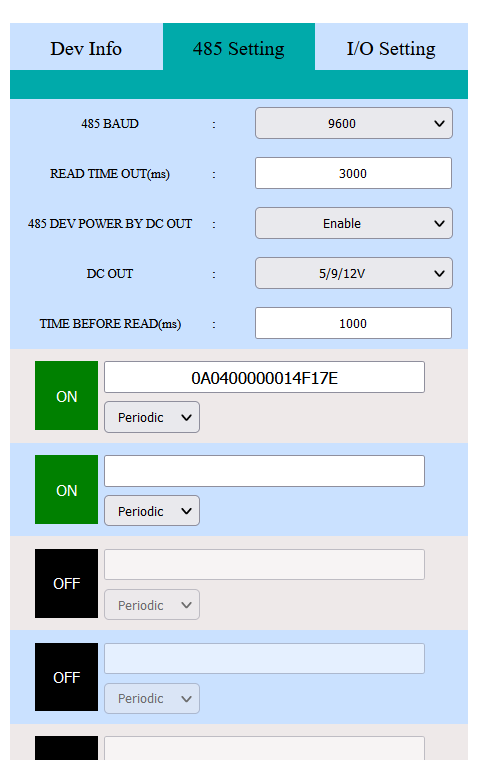 Dev Info 485 Setting I/O Setting
485 BAUD : 9600
READ TIME OUT(ms) : 3000
485 DEV POWER BY DC OUT : Enable
DC OUT : 5/9/12V
TIME BEFORE READ(ms) : 1000
ON 0A0400000014F17E
Periodic
ON
Periodic
OFF
Periodic
OFF
Periodic